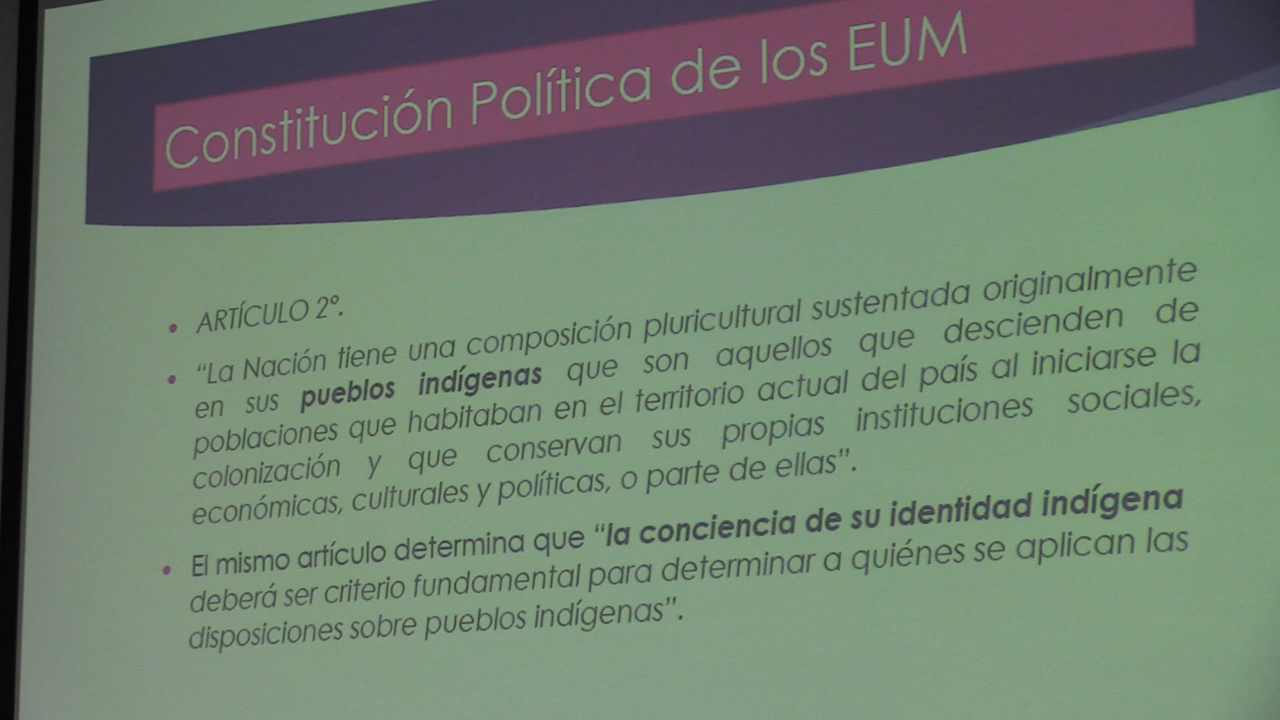 Constitución Política de los EUM
• ARTÍCULO 2º.
• “La Nación tiene una composición pluricultural sustentada originalmente
en sus pueblos indígenas que son aquellos que descienden de
poblaciones que habitaban en el territorio actual del país al iniciarse la
colonización y que conservan sus propias instituciones sociales,
económicas, culturales y políticas, o parte de ellas”.
• El mismo artículo determina que “la conciencia de su identidad indígena
deberá ser criterio fundamental para determinar a quiénes se aplican las
disposiciones sobre pueblos indígenas”.